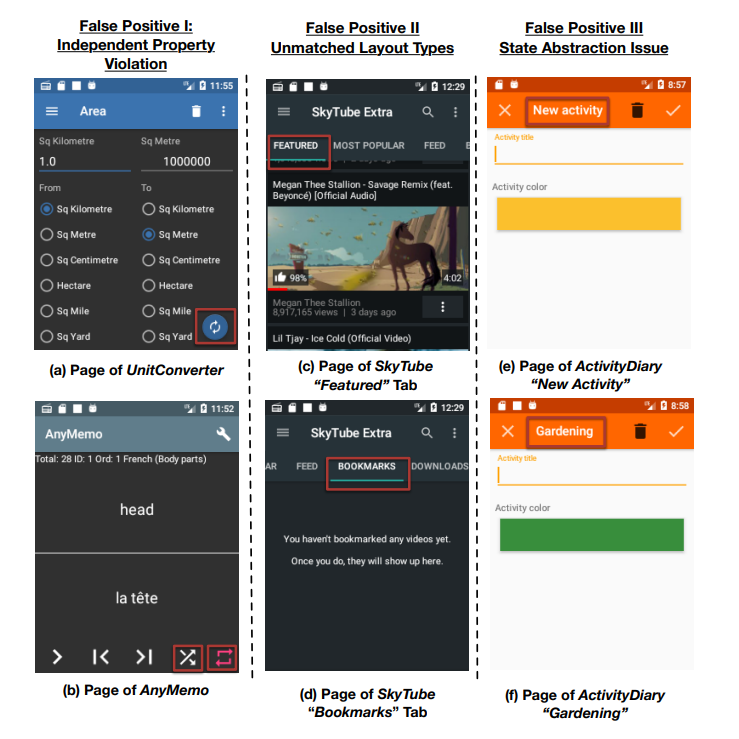 False Positive I:
Independent Property
Violation
11:55
Area
Sq Kilometre
Sq Metre
1.0
1000000
From
To
Sq Kilometre
Sq Kilometre
Sq Metre
Sq Metre
Sq Centimetre
Sq Centimetre
Hectare
Hectare
Sq Mile
Sq Mile
Sq Yard
Sq Yard
(a) Page of UnitConverter
11:52
AnyMemo
Total: 28 ID: 1 Ord: 1 French (Body parts)
head
la tête
(b) Page of AnyMemo
False Positive II
Unmatched Layout Types
12:29
SkyTube Extra
FEATURED
MOST POPULAR
FEED
Megan Thee Stallion - Savage Remix (feat.
Beyoncé) [Official Audio]
98%
4:02
Megan Thee Stallion
8,917,165 views | 3 days ago
Lil Tjay - Ice Cold (Official Video)
(c) Page of SkyTube
“Featured” Tab
12:29
SkyTube Extra
AR
FEED
BOOKMARKS
DOWNLOADS
You haven't bookmarked any videos yet.
Once you do, they will show up here.
(d) Page of SkyTube
“Bookmarks” Tab
False Positive III
State Abstraction Issue
8:57
New activity
Activity title
Activity color
(e) Page of ActivityDiary
“New Activity”
8:58
Gardening
Activity title
Activity color
(f) Page of ActivityDiary
“Gardening”